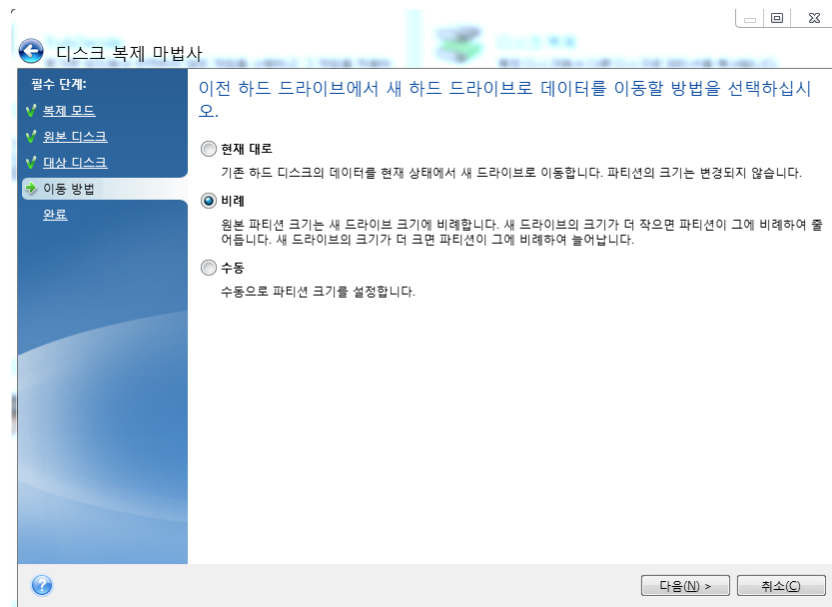 디스크 복제 마법사
필수 단계:
복제 모드
원본 디스크
대상 디스크
이동 방법
완료
이전 하드 드라이브에서 새 하드 드라이브로 데이터를 이동할 방법을 선택하십시
오.
현재 대로
기존 하드 디스크의 데이터를 현재 상태에서 새 드라이브로 이동합니다. 파티션의 크기는 변경되지 않습니다.
비례
원본 파티션 크기는 새 드라이브 크기에 비례합니다. 새 드라이브의 크기가 더 작으면 파티션이 그에 비례하여 줄
어듭니다. 새 드라이브의 크기가 더 크면 파티션이 그에 비례하여 늘어납니다.
수동
수동으로 파티션 크기를 설정합니다.
다음(N) >
취소(C)